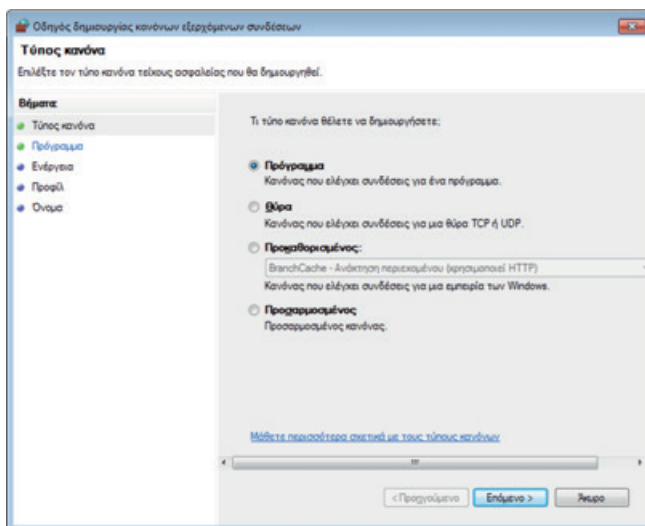 Οδηγός δημιουργίας κανόνων εξερχόμενων συνδέσεων
Τύπος κανόνα
Επιλέξτε τον τύπο κανόνα τείχους ασφαλείας που θα δημιουργηθεί.
Βήματα:
Τύπος κανόνα
Πρόγραμμα
Ενέργεια
Προφίλ
Όνομα
Τι τύπο κανόνα θέλετε να δημιουργήσετε;
Πρόγραμμα
Κανόνας που ελέγχει συνδέσεις για ένα πρόγραμμα.
Θύρα
Κανόνας που ελέγχει συνδέσεις για μια θύρα TCP ή UDP.
Προκαθορισμένος:
BranchCache - Ανάκτηση περιεχομένου (χρησιμοποιεί HTTP)
Κανόνας που ελέγχει συνδέσεις για μια εμπειρία των Windows.
Προσαρμοσμένος
Προσαρμοσμένος κανόνας.
Μάθετε περισσότερα σχετικά με τους τύπους κανόνων
< Προηγούμενο Επόμενο > Άκυρο